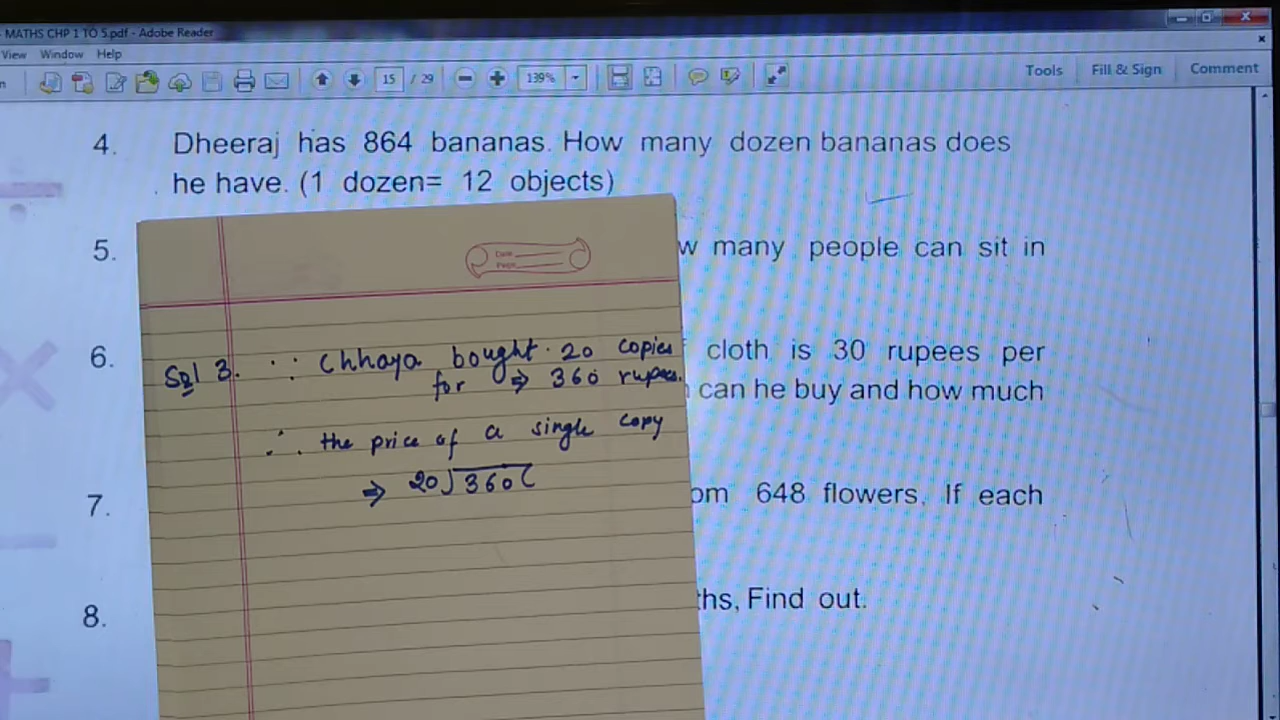 MATHS CHP 1 TO 5.pdf - Adobe Reader
View Window Help
15 / 29 139% Tools Fill & Sign Comment
4. Dheeraj has 864 bananas. How many dozen bananas does
he have. (1 dozen= 12 objects)
5. w many people can sit in
6. cloth is 30 rupees per
can he buy and how much
7. om 648 flowers. If each
8. ths, Find out.
Date
Page
Sol 3. ∵ Chhaya bought 20 copies
for ⇒ 360 rupees.
∴ the price of a single copy
⇒ 20)360(